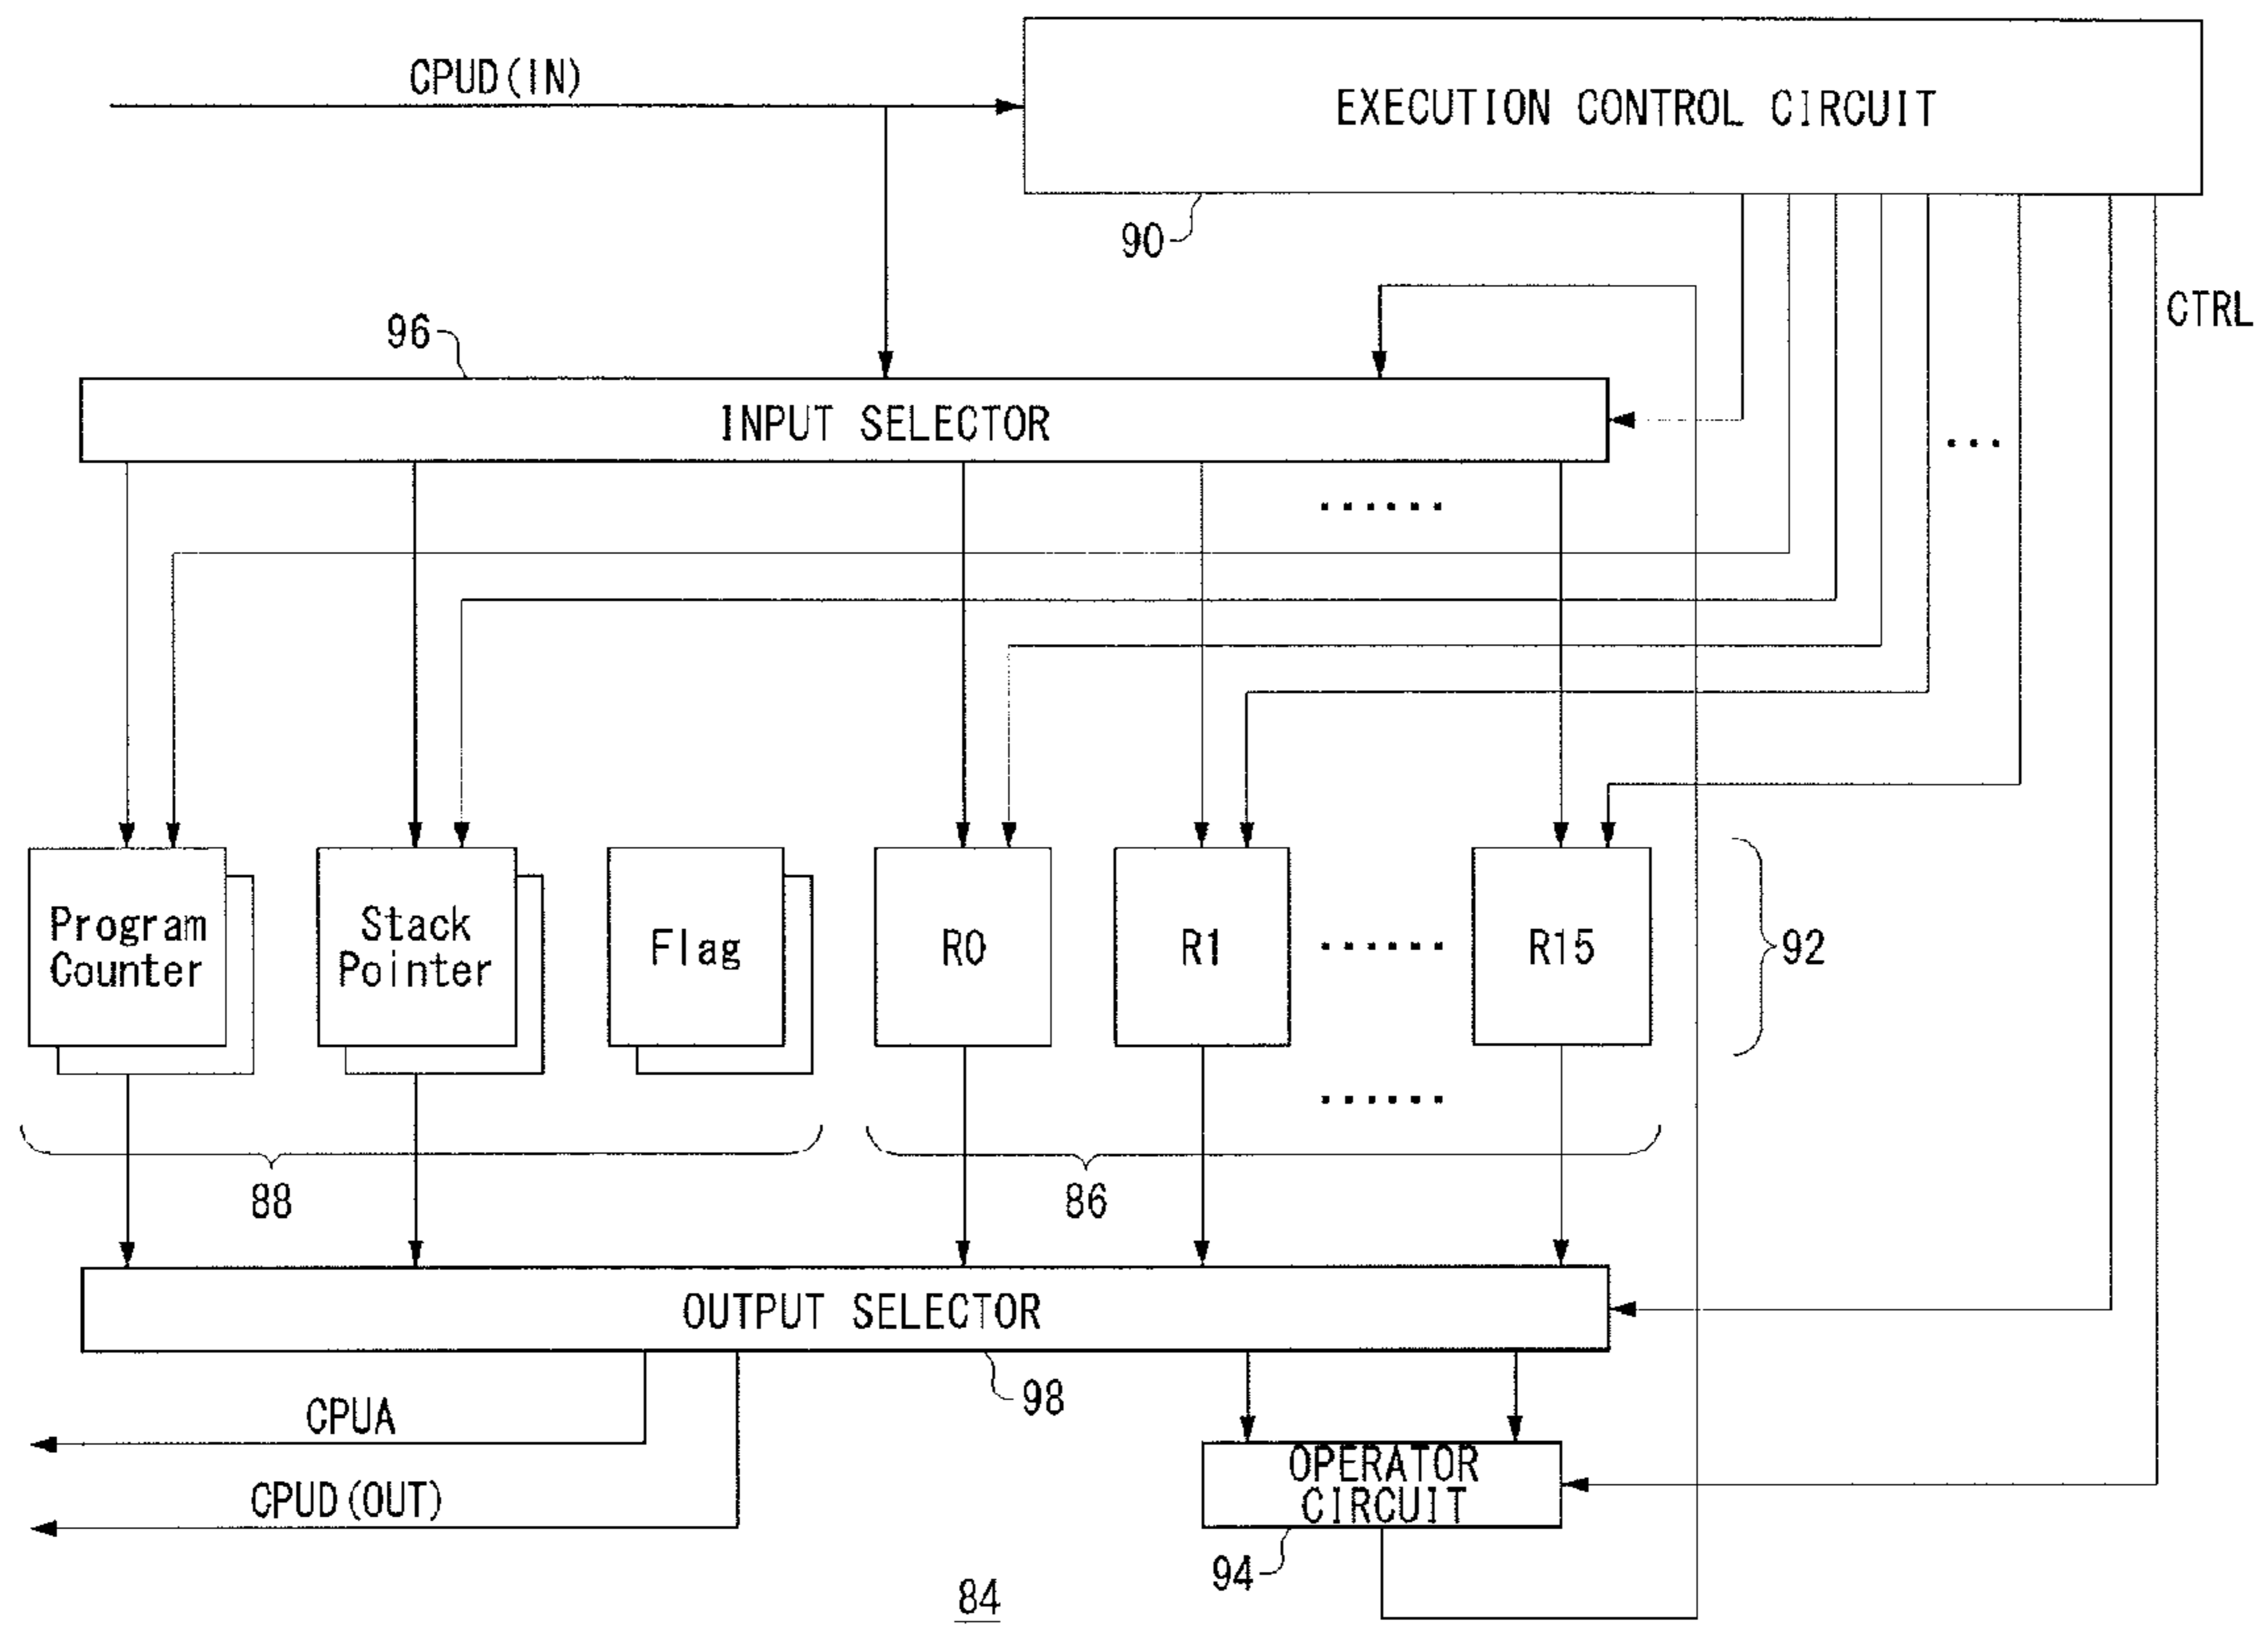 CPUD(IN)
EXECUTION CONTROL CIRCUIT
90
CTRL
96
INPUT SELECTOR
...
......
Program
Counter
Stack
Pointer
Flag
R0
R1
......
R15
92
......
88
86
OUTPUT SELECTOR
98
CPUA
CPUD(OUT)
OPERATOR
CIRCUIT
94
84